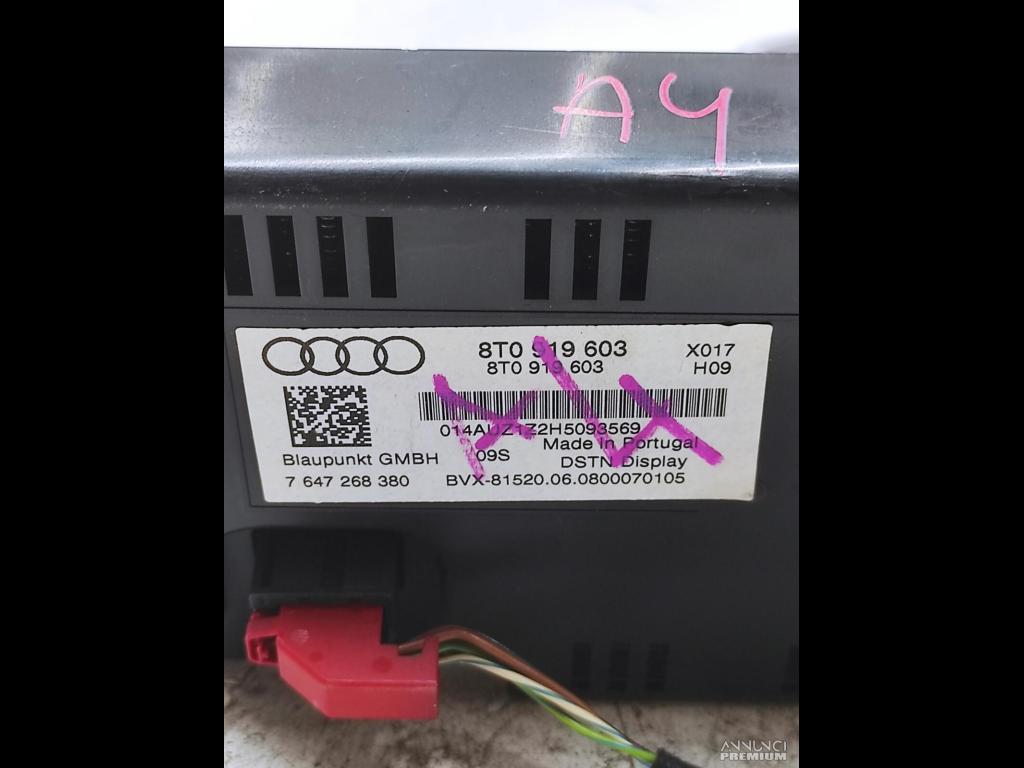 A4
8T0 919 603 X017
8T0 919 603 H09
014AUZ1Z2H5093569
09S Made In Portugal
Blaupunkt GMBH DSTN Display
7 647 268 380 BVX-81520.06.0800070105
A4
ANNUNCI
PREMIUM